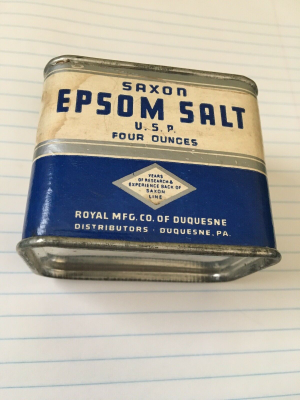 SAXON
EPSOM SALT
U.S.P.
FOUR OUNCES
YEARS
OF RESEARCH &
EXPERIENCE BACK OF
SAXON
LINE
ROYAL MFG. CO. OF DUQUESNE
DISTRIBUTORS · DUQUESNE, PA.